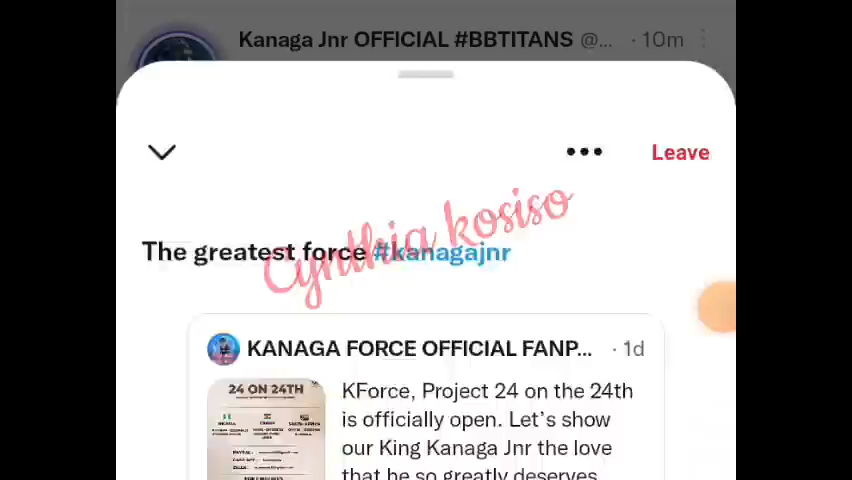 Kanaga Jnr OFFICIAL #BBTITANS @... · 10m
Leave
Cynthia kosiso
The greatest force #kanagajnr
KANAGA FORCE OFFICIAL FANP... · 1d
24 ON 24TH
KForce, Project 24 on the 24th
is officially open. Let's show
our King Kanaga Jnr the love
that he so greatly deserves